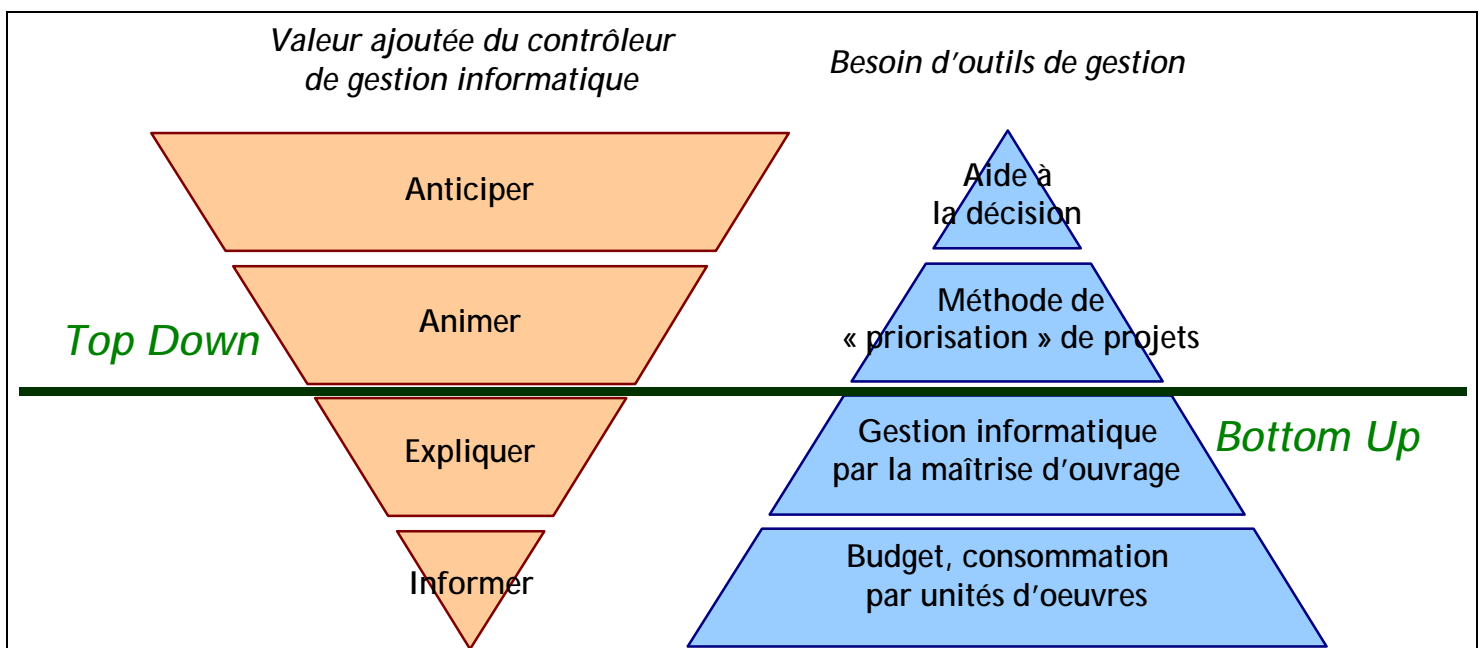 Valeur ajoutée du contrôleur
de gestion informatique
Besoin d'outils de gestion
Anticiper
Aide à
la décision
Animer
Méthode de
« priorisation » de projets
Top Down
Expliquer
Gestion informatique
par la maîtrise d'ouvrage
Bottom Up
Informer
Budget, consommation
par unités d'oeuvres